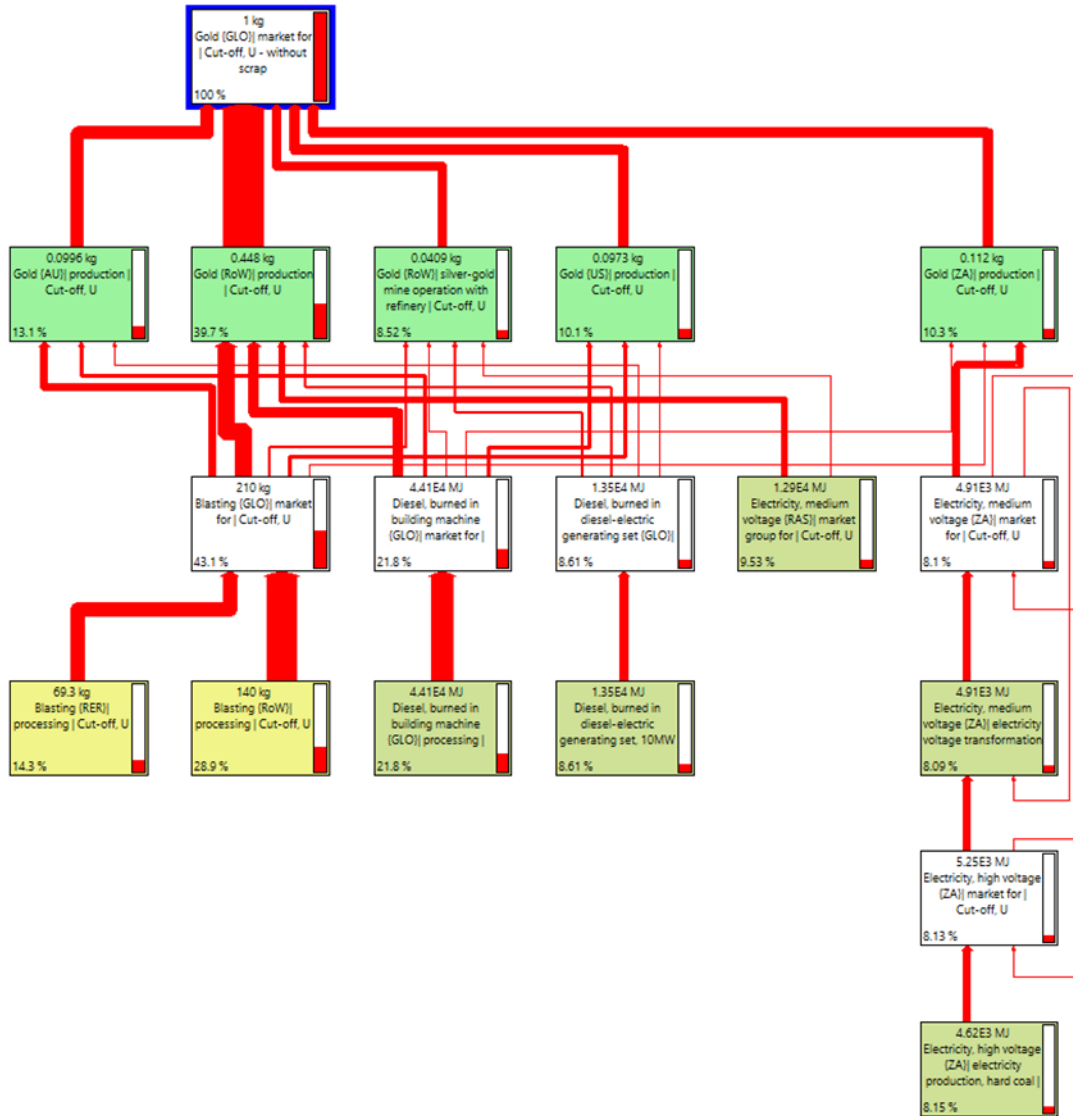 1 kg
Gold {GLO}| market for
| Cut-off, U - without
scrap
100 %
0.0996 kg
Gold {AU}| production |
Cut-off, U
13.1 %
0.448 kg
Gold {RoW}| production
| Cut-off, U
39.7 %
0.0409 kg
Gold {RoW}| silver-gold
mine operation with
refinery | Cut-off, U
8.52 %
0.0973 kg
Gold {US}| production |
Cut-off, U
10.1 %
0.112 kg
Gold {ZA}| production |
Cut-off, U
10.3 %
210 kg
Blasting {GLO}| market
for | Cut-off, U
43.1 %
4.41E4 MJ
Diesel, burned in
building machine
{GLO}| market for |
21.8 %
1.35E4 MJ
Diesel, burned in
diesel-electric
generating set {GLO}|
8.61 %
1.29E4 MJ
Electricity, medium
voltage {RAS}| market
group for | Cut-off, U
9.53 %
4.91E3 MJ
Electricity, medium
voltage {ZA}| market
for | Cut-off, U
8.1 %
69.3 kg
Blasting {RER}|
processing | Cut-off, U
14.3 %
140 kg
Blasting {RoW}|
processing | Cut-off, U
28.9 %
4.41E4 MJ
Diesel, burned in
building machine
{GLO}| processing |
21.8 %
1.35E4 MJ
Diesel, burned in
diesel-electric
generating set, 10MW
8.61 %
4.91E3 MJ
Electricity, medium
voltage {ZA}| electricity
voltage transformation
8.09 %
5.25E3 MJ
Electricity, high voltage
{ZA}| market for |
Cut-off, U
8.13 %
4.62E3 MJ
Electricity, high voltage
{ZA}| electricity
production, hard coal |
8.15 %